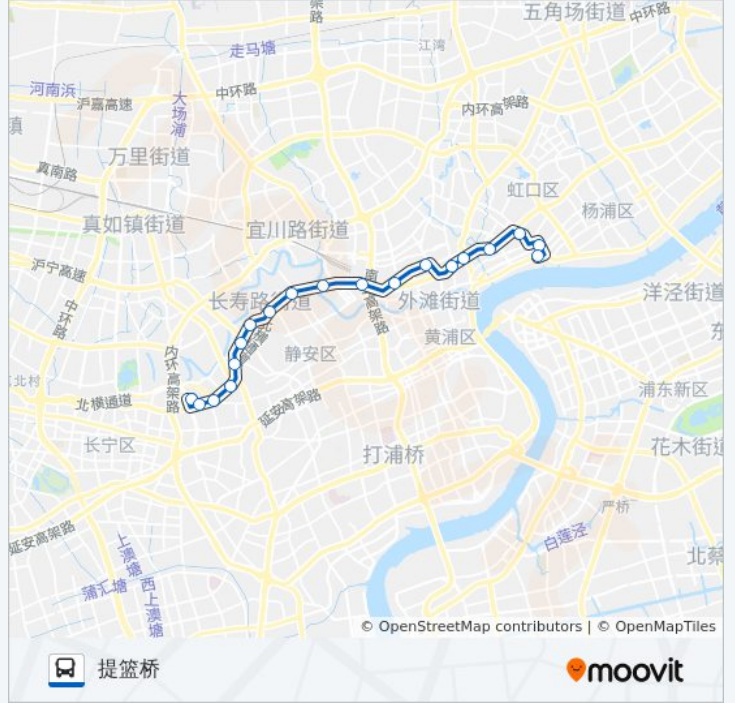 架路
五角场街道
中环路
走马塘
江湾
河南浜
沪嘉高速
大场浦
中环路
内环高架路
镇
万里街道
真南路
虹口区
杨浦区
真如镇街道
宜川路街道
沪宁高速
长寿路街道
外滩街道
洋泾街道
中环路
黄浦区
静安区
内环高架路
北村
北横通道
延安高架路
浦东新区
长宁区
打浦桥
花木街道
严桥
延安高架路
上澳塘
白莲泾
北蔡
蒲汇塘
西上澳塘
© OpenStreetMap contributors | © OpenMapTiles
提篮桥
moovit